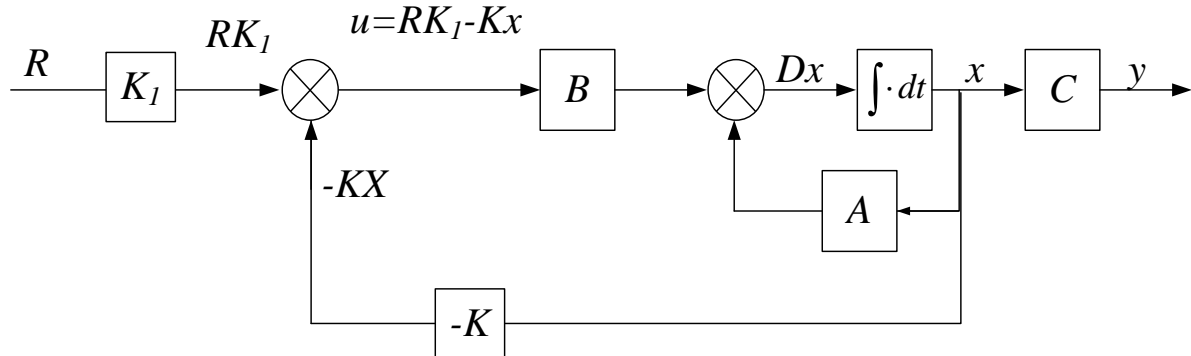 u=RK₁-Kx
R
K₁
RK₁
B
Dx
∫·dt
x
C
y
-KX
A
-K